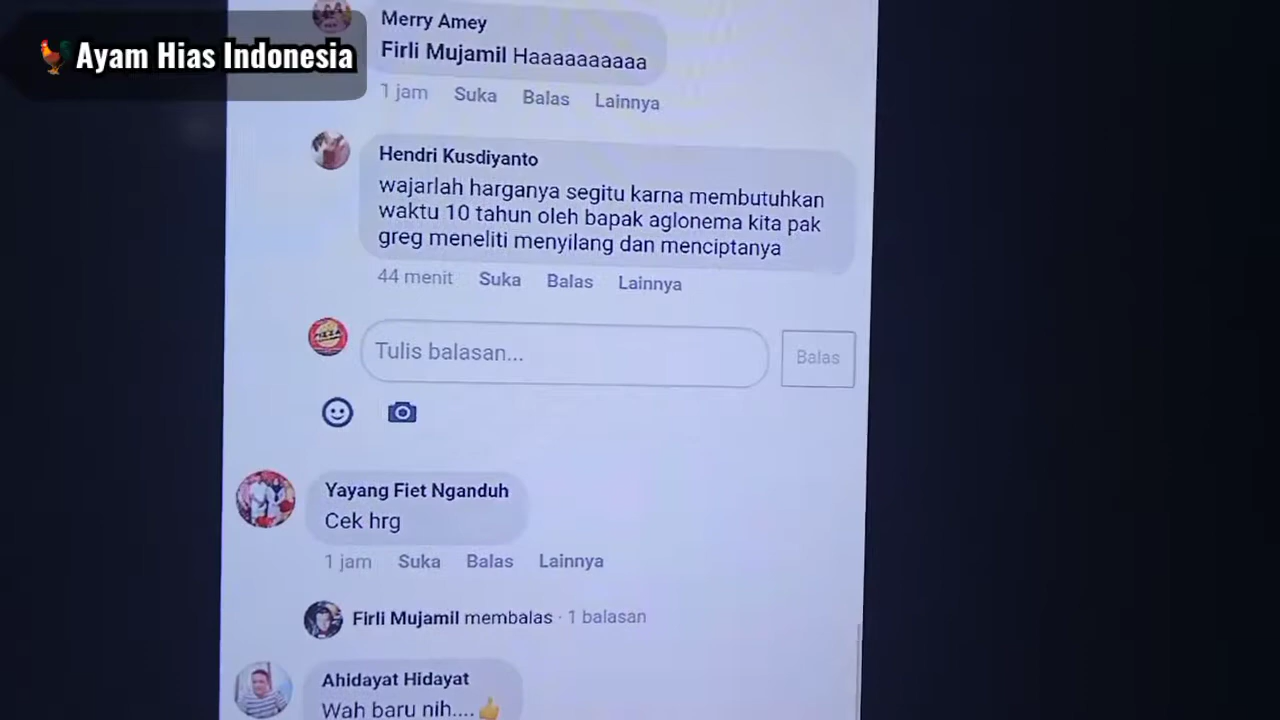 Ayam Hias Indonesia
Merry Amey
Firli Mujamil Haaaaaaaaaa
1 jam Suka Balas Lainnya
Hendri Kusdiyanto
wajarlah harganya segitu karna membutuhkan
waktu 10 tahun oleh bapak aglonema kita pak
greg meneliti menyilang dan menciptanya
44 menit Suka Balas Lainnya
Tulis balasan...
Balas
Yayang Fiet Nganduh
Cek hrg
1 jam Suka Balas Lainnya
Firli Mujamil membalas · 1 balasan
Ahidayat Hidayat
Wah baru nih....👍